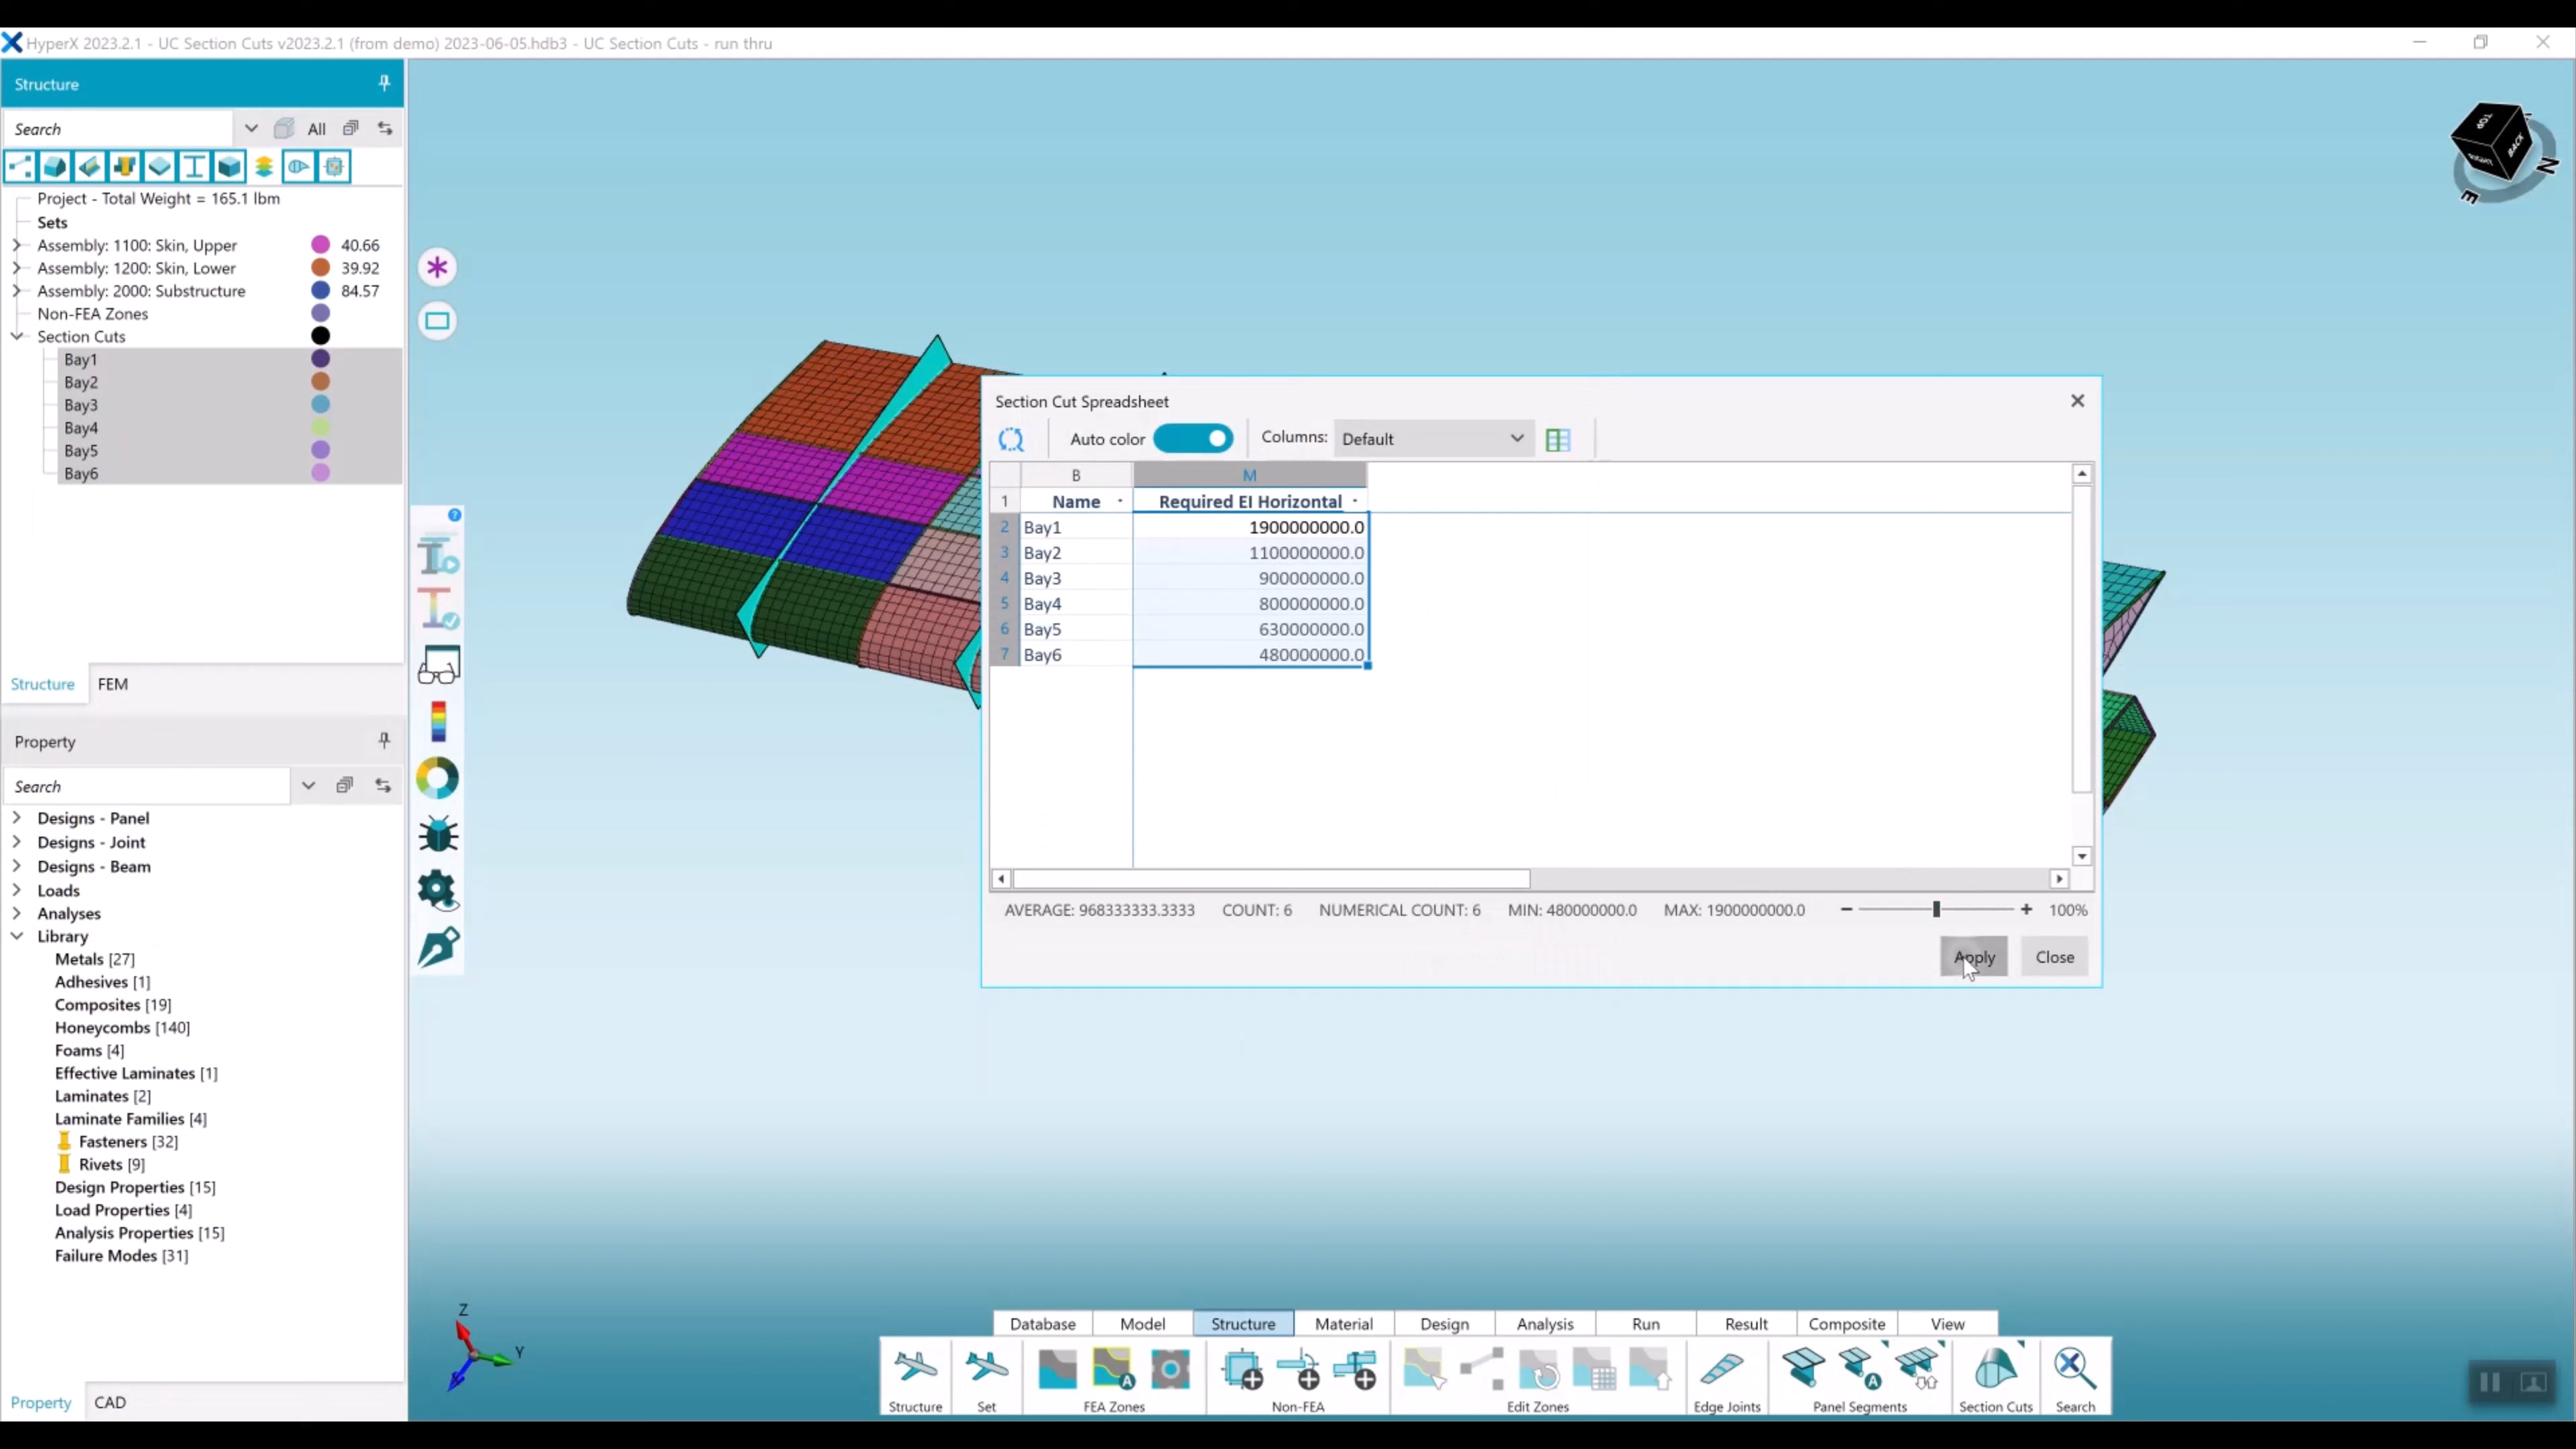 HyperX 2023.2.1 - UC Section Cuts v2023.2.1 (from demo) 2023-06-05.hdb3 - UC Section Cuts - run thru
Structure
Search
All
Project - Total Weight = 165.1 lbm
Sets
Assembly: 1100: Skin, Upper 40.66
Assembly: 1200: Skin, Lower 39.92
Assembly: 2000: Substructure 84.57
Non-FEA Zones
Section Cuts
Bay1
Bay2
Bay3
Bay4
Bay5
Bay6
Structure FEM
Property
Search
Designs - Panel
Designs - Joint
Designs - Beam
Loads
Analyses
Library
Metals [27]
Adhesives [1]
Composites [19]
Honeycombs [140]
Foams [4]
Effective Laminates [1]
Laminates [2]
Laminate Families [4]
Fasteners [32]
Rivets [9]
Design Properties [15]
Load Properties [4]
Analysis Properties [15]
Failure Modes [31]
Property CAD
TOP
RIGHT
BACK
N
E
Section Cut Spreadsheet
Auto color Columns: Default
B M
1 Name Required EI Horizontal
2 Bay1 1900000000.0
3 Bay2 1100000000.0
4 Bay3 900000000.0
5 Bay4 800000000.0
6 Bay5 630000000.0
7 Bay6 480000000.0
AVERAGE: 968333333.3333 COUNT: 6 NUMERICAL COUNT: 6 MIN: 480000000.0 MAX: 1900000000.0 100%
Apply Close
Z
Y
Database Model Structure Material Design Analysis Run Result Composite View
Structure Set FEA Zones Non-FEA Edit Zones Edge Joints Panel Segments Section Cuts Search